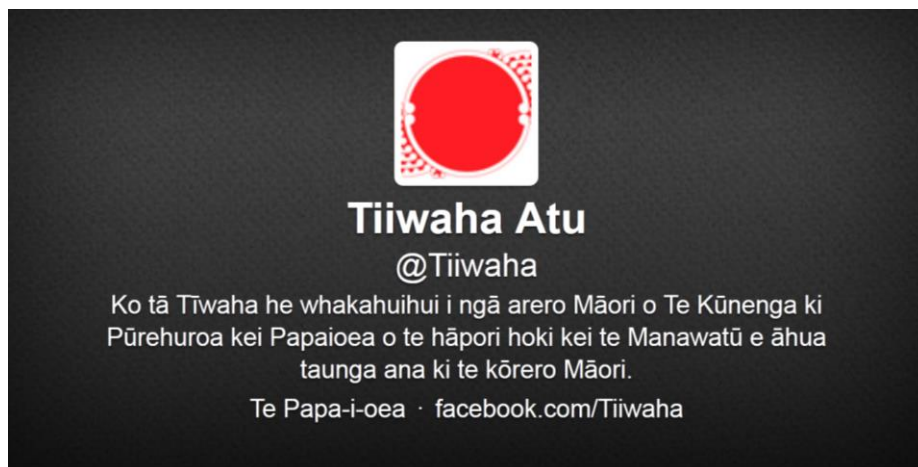 Tiiwaha Atu
@Tiiwaha
Ko tā Tīwaha he whakahuihui i ngā arero Māori o Te Kūnenga ki
Pūrehuroa kei Papaioea o te hāpori hoki kei te Manawatū e āhua
taunga ana ki te kōrero Māori.
Te Papa-i-oea · facebook.com/Tiiwaha